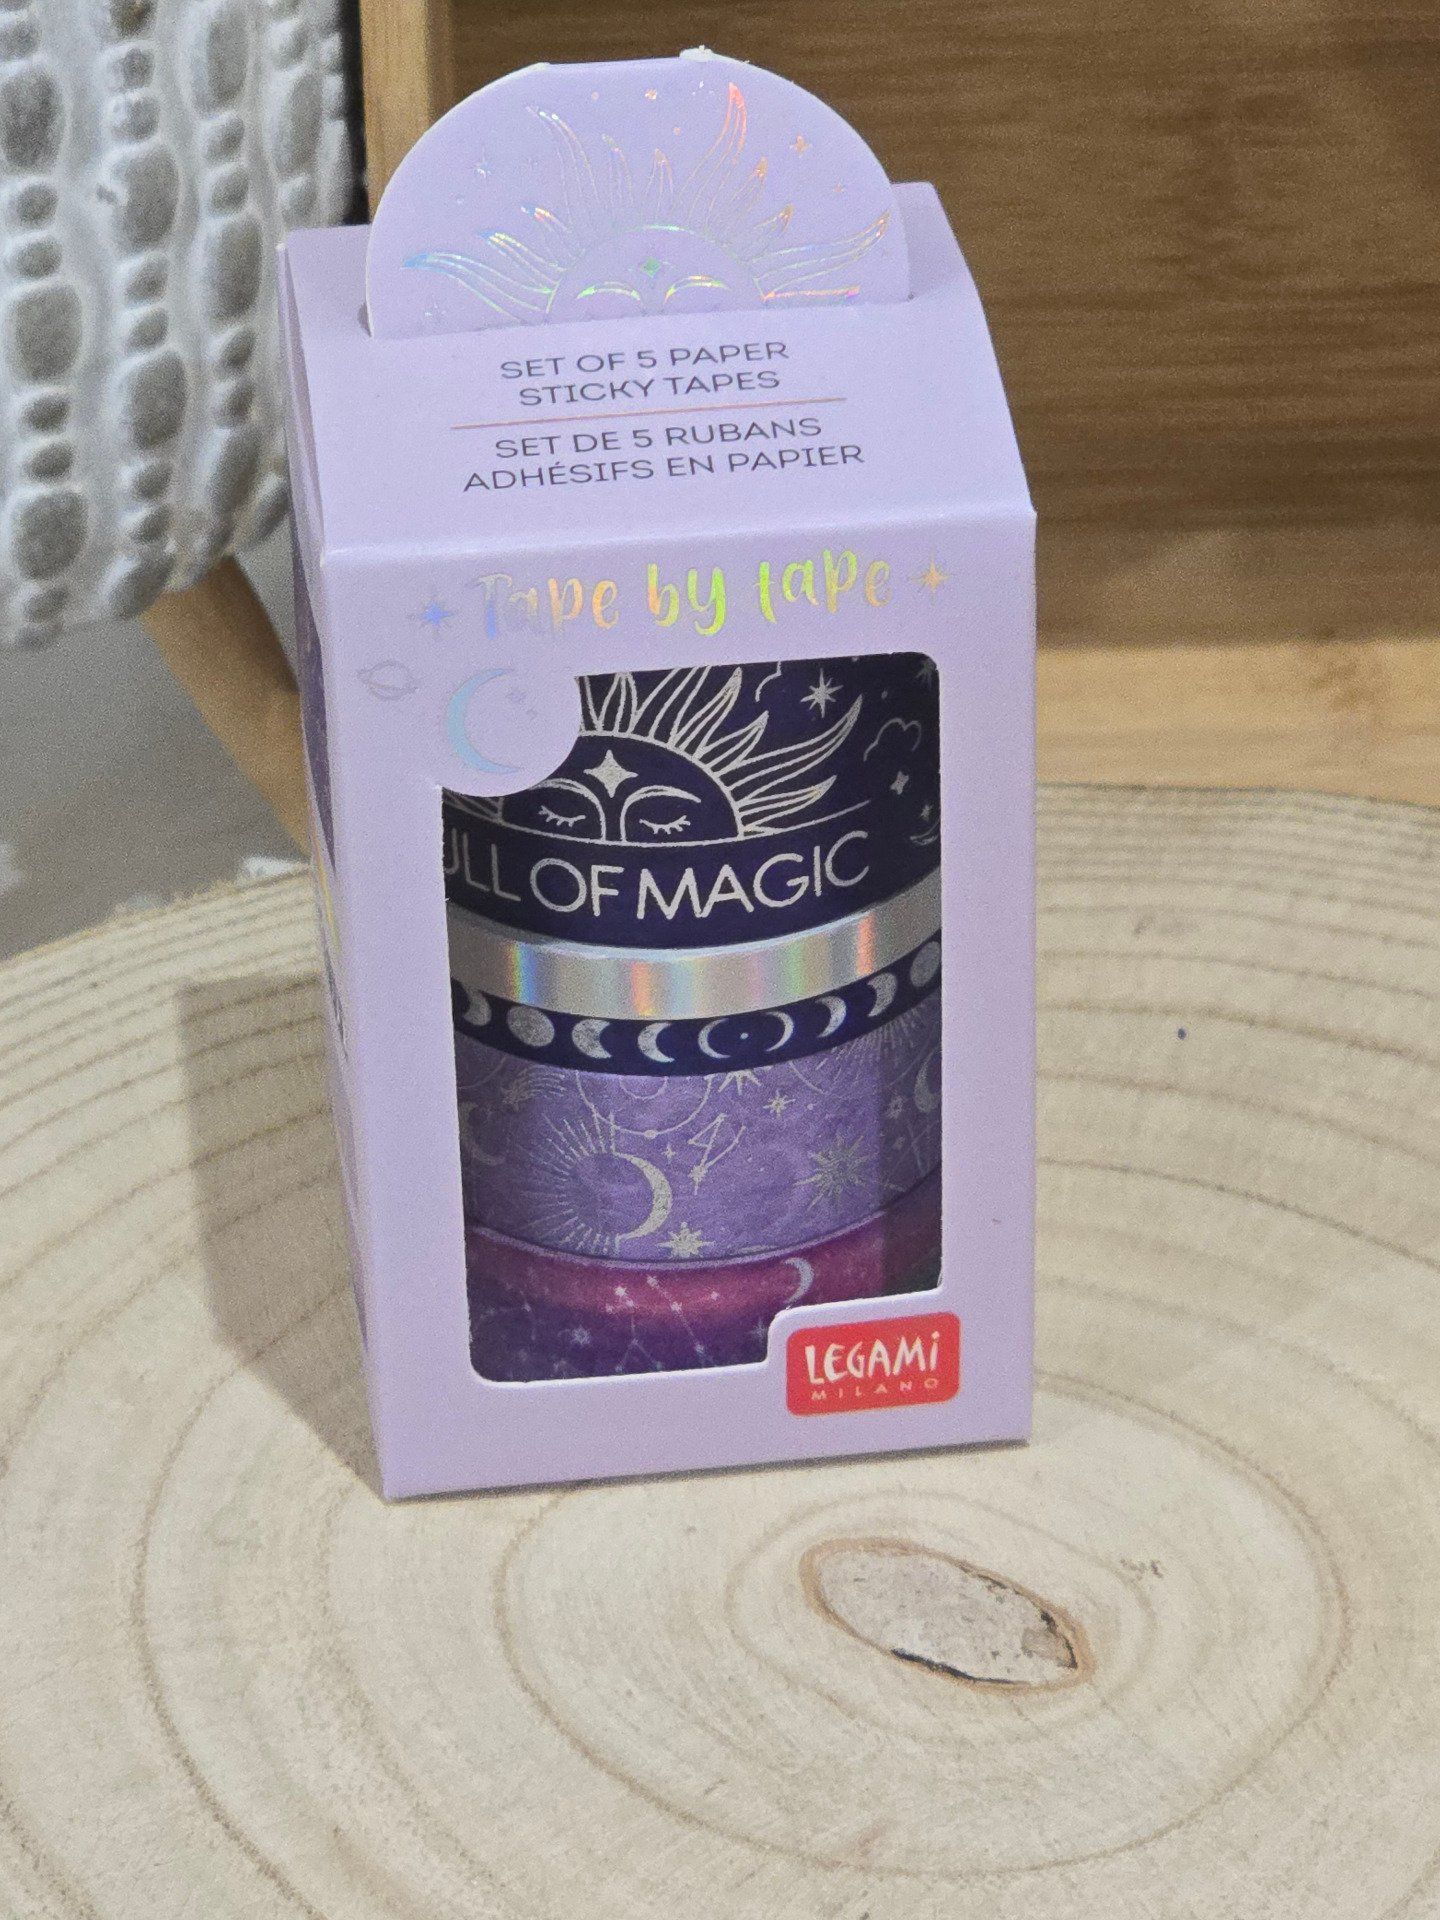 SET OF 5 PAPER
STICKY TAPES
SET DE 5 RUBANS
ADHÉSIFS EN PAPIER
Tape by tape
ULL OF MAGIC
LEGAMi
MILANO